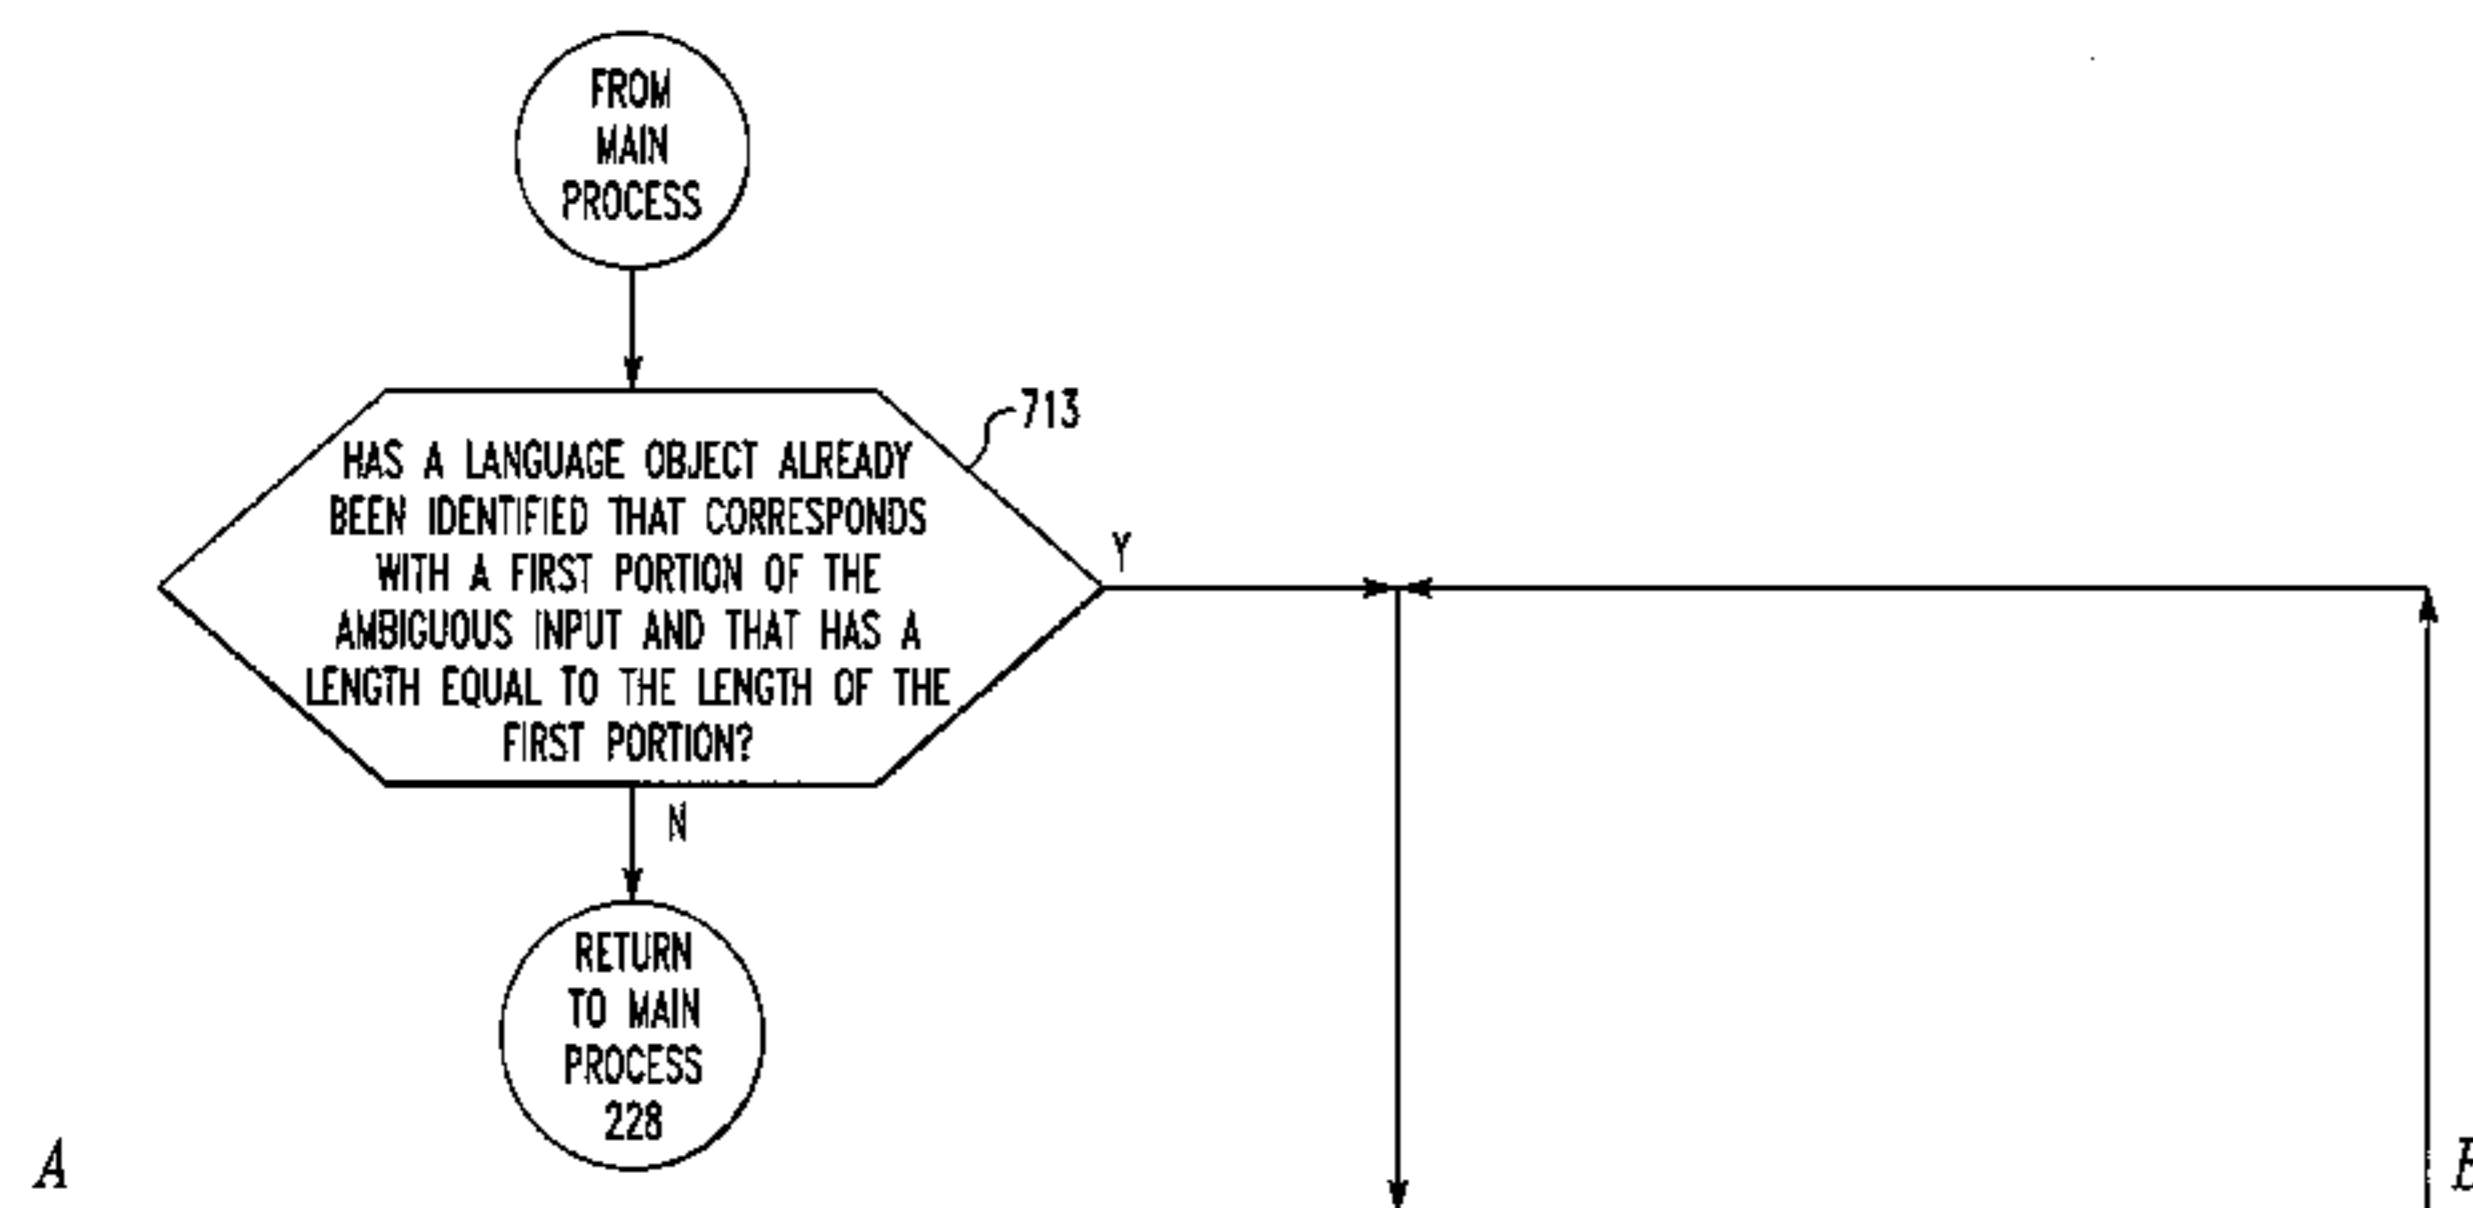 FROM
MAIN
PROCESS
713
HAS A LANGUAGE OBJECT ALREADY
BEEN IDENTIFIED THAT CORRESPONDS
WITH A FIRST PORTION OF THE
AMBIGUOUS INPUT AND THAT HAS A
LENGTH EQUAL TO THE LENGTH OF THE
FIRST PORTION?
Y
N
RETURN
TO MAIN
PROCESS
228
A